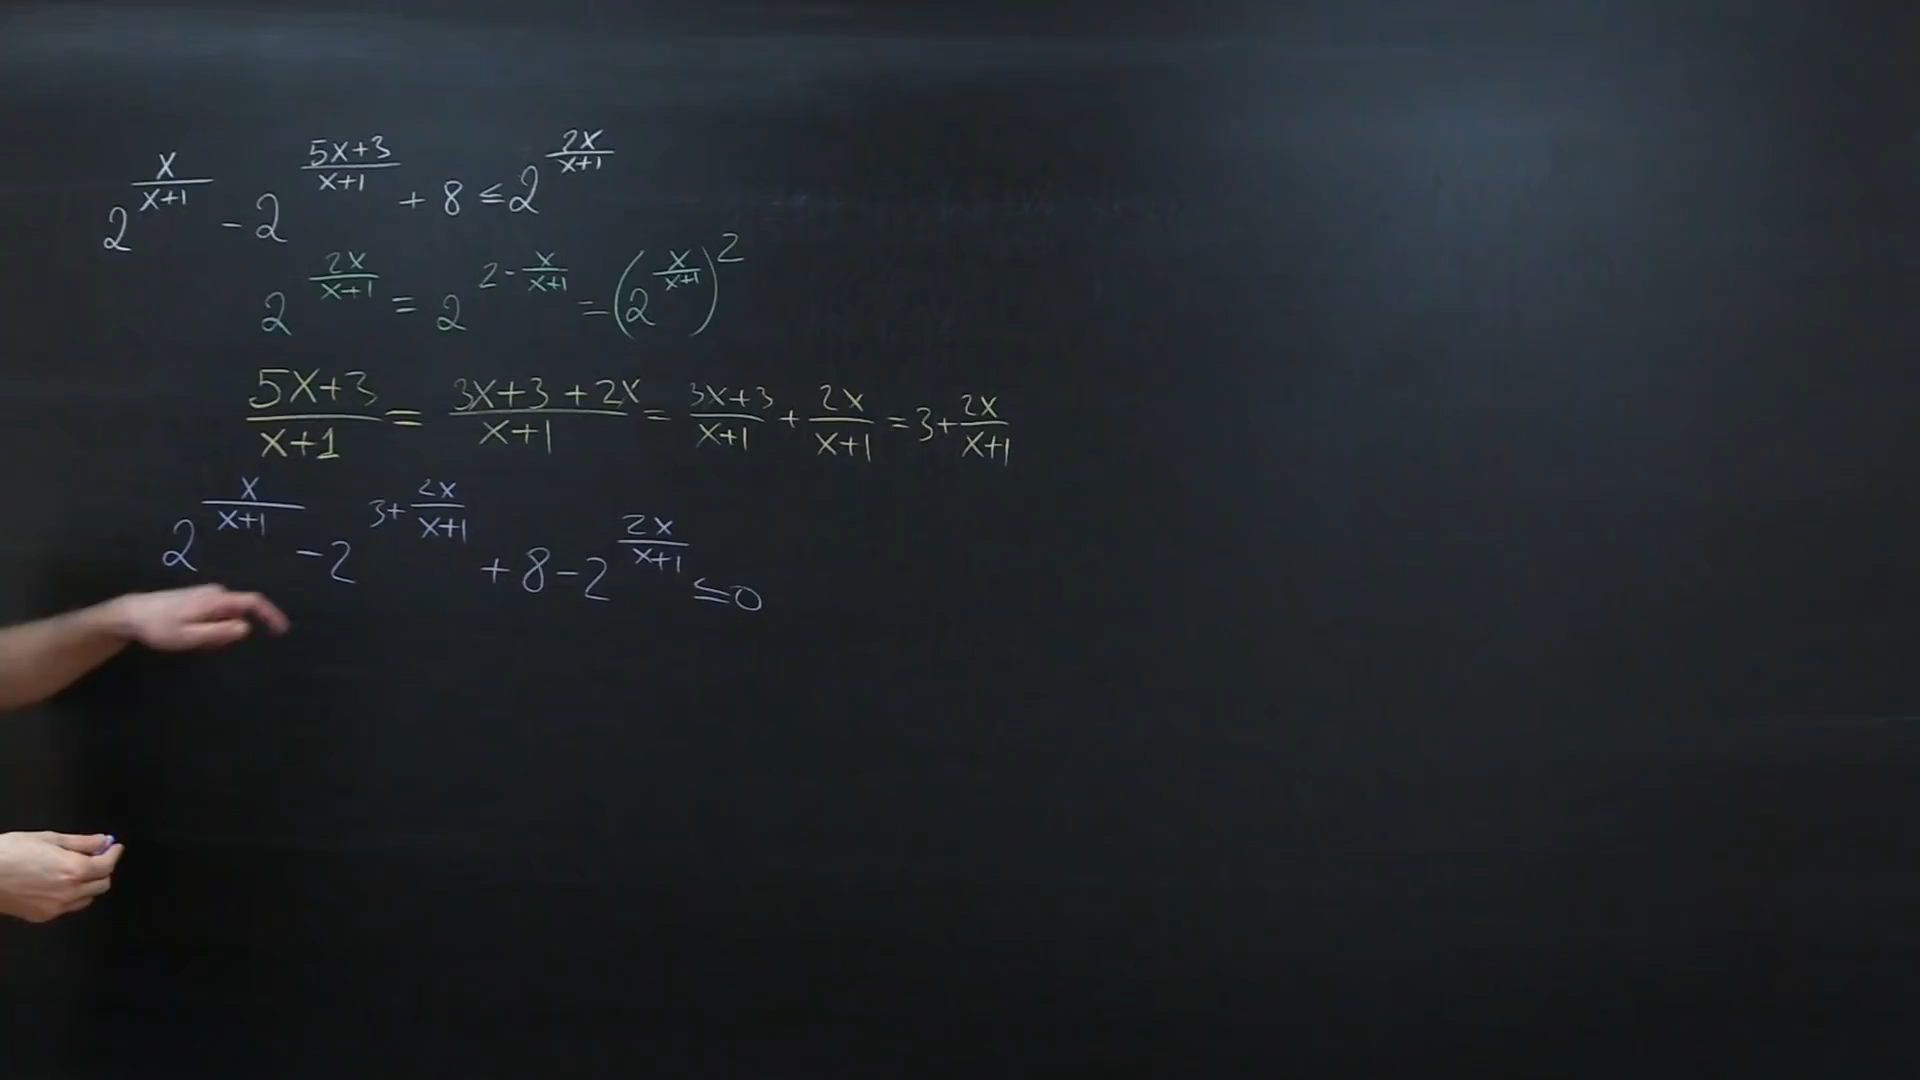 2^(x/(x+1)) - 2^((5x+3)/(x+1)) + 8 ≤ 2^(2x/(x+1))
2^(2x/(x+1)) = 2^(2·x/(x+1)) = (2^(x/(x+1)))^2
(5x+3)/(x+1) = (3x+3+2x)/(x+1) = (3x+3)/(x+1) + 2x/(x+1) = 3 + 2x/(x+1)
2^(x/(x+1)) - 2^(3+2x/(x+1)) + 8 - 2^(2x/(x+1)) ≤ 0